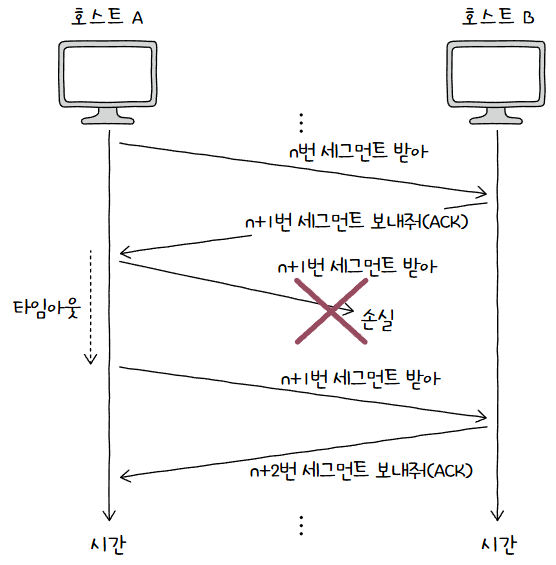 호스트 A
호스트 B
n번 세그먼트 받아
n+1번 세그먼트 보내줘(ACK)
n+1번 세그먼트 받아
타임아웃
손실
n+1번 세그먼트 받아
n+2번 세그먼트 보내줘(ACK)
시간
시간